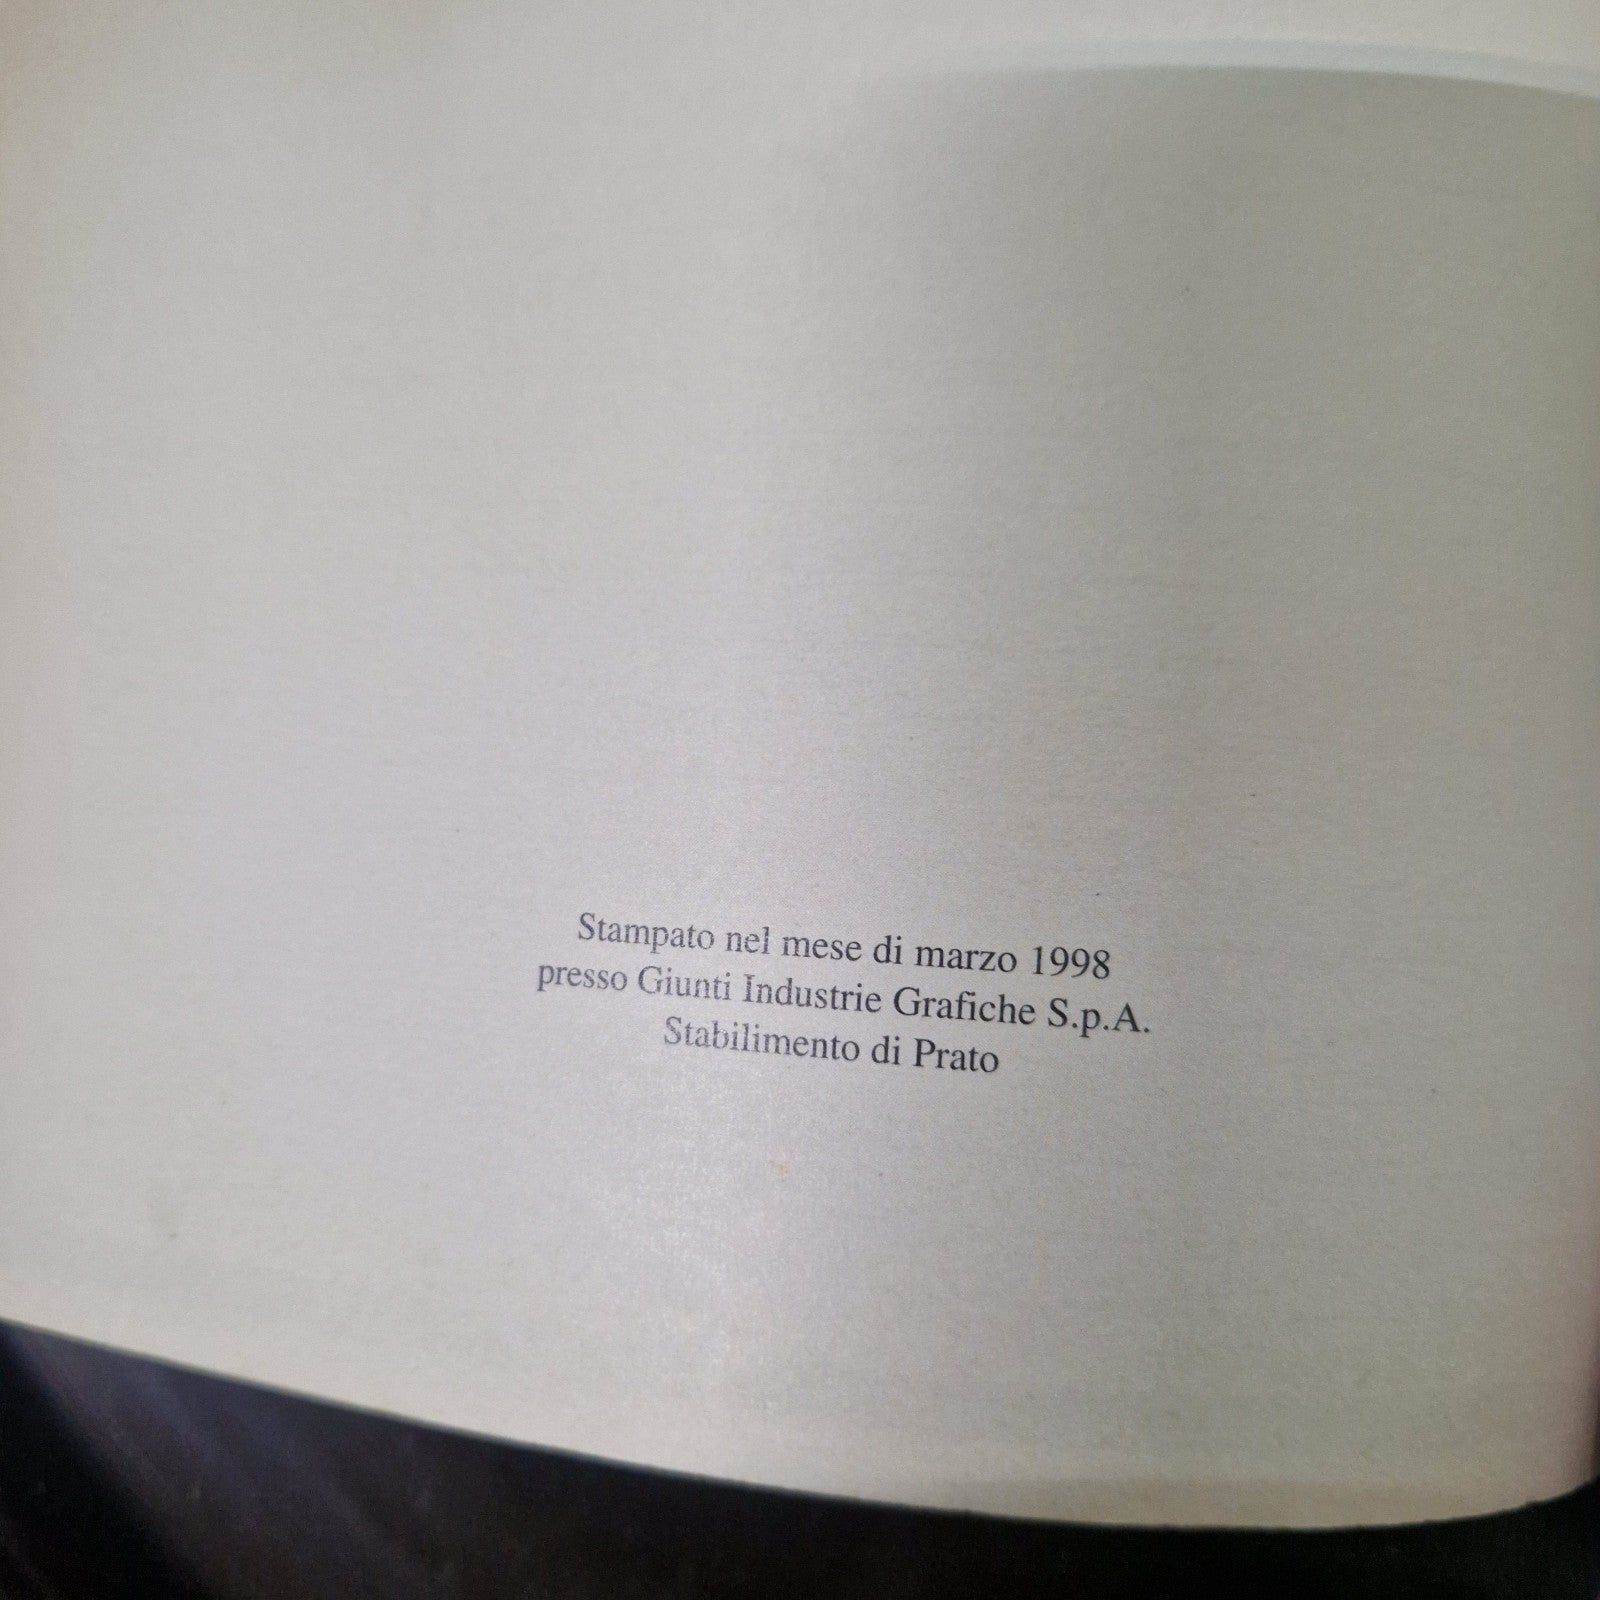 Stampato nel mese di marzo 1998
presso Giunti Industrie Grafiche S.p.A.
Stabilimento di Prato